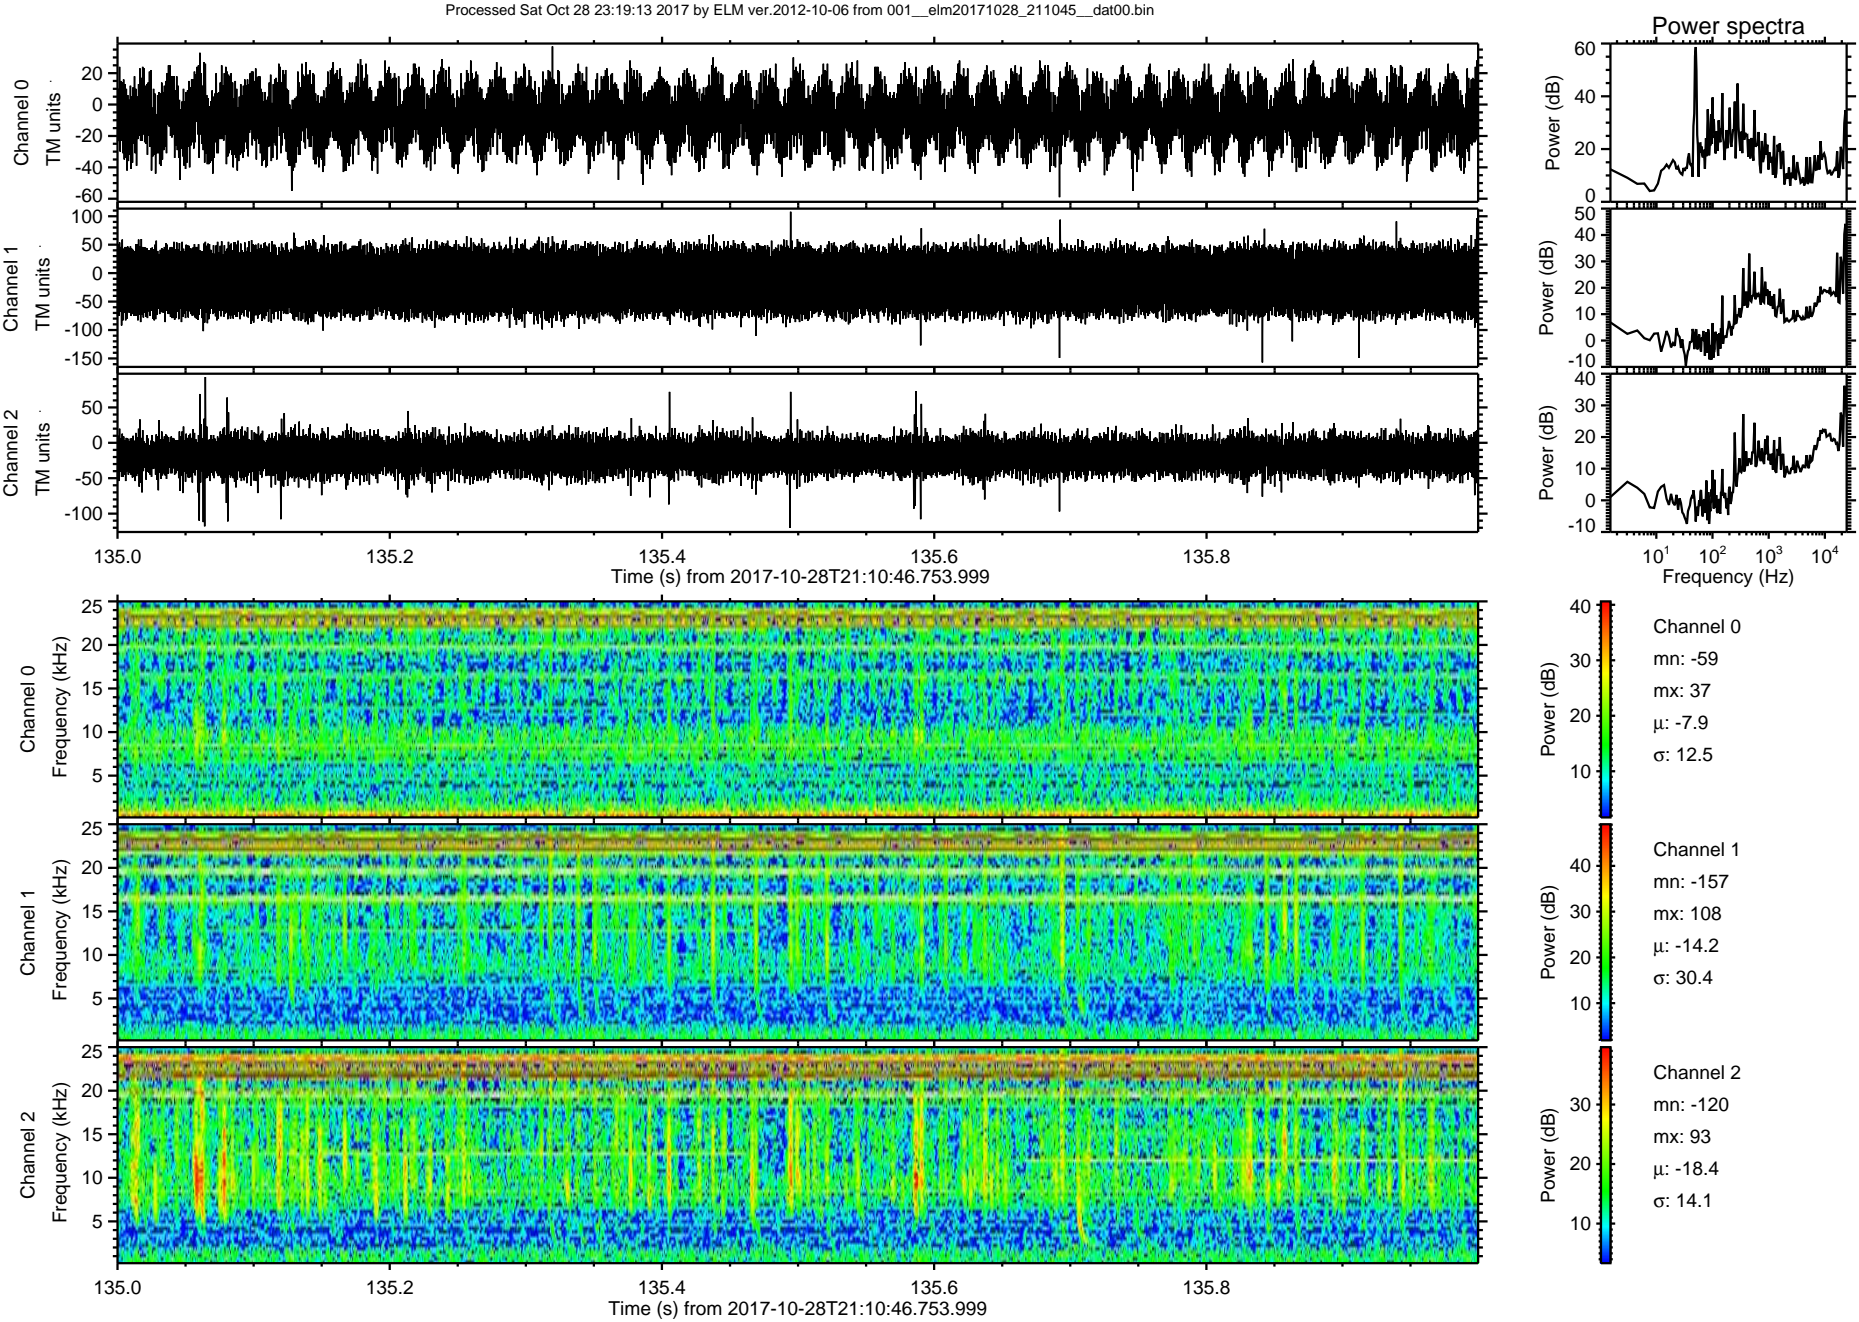 Processed Sat Oct 28 23:19:13 2017 by ELM ver.2012-10-06 from 001__elm20171028_211045__dat00.bin
Power spectra
Channel 0
TM units
20
0
-20
-40
-60
Power (dB)
60
40
20
0
Channel 1
TM units
100
50
0
-50
-100
-150
Power (dB)
50
40
30
20
10
0
-10
Channel 2
TM units
50
0
-50
-100
Power (dB)
40
30
20
10
0
-10
135.0 135.2 135.4 135.6 135.8
Time (s) from 2017-10-28T21:10:46.753.999
10¹ 10² 10³ 10⁴
Frequency (Hz)
Channel 0
Frequency (kHz)
25
20
15
10
5
Power (dB)
40
30
20
10
Channel 0
mn: -59
mx: 37
μ: -7.9
σ: 12.5
Channel 1
Frequency (kHz)
25
20
15
10
5
Power (dB)
40
30
20
10
Channel 1
mn: -157
mx: 108
μ: -14.2
σ: 30.4
Channel 2
Frequency (kHz)
25
20
15
10
5
Power (dB)
30
20
10
Channel 2
mn: -120
mx: 93
μ: -18.4
σ: 14.1
135.0 135.2 135.4 135.6 135.8
Time (s) from 2017-10-28T21:10:46.753.999